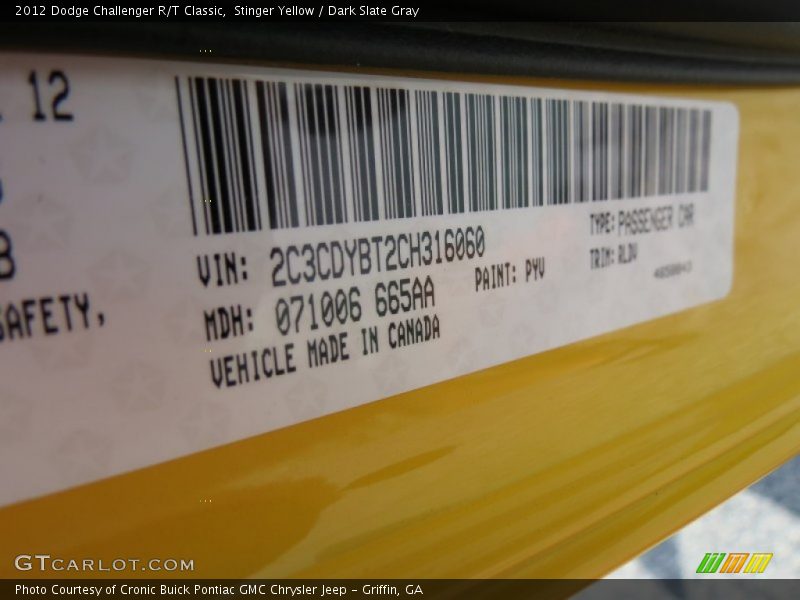 2012 Dodge Challenger R/T Classic,  Stinger Yellow / Dark Slate Gray
12
B
SAFETY,
VIN: 2C3CDYBT2CH316060
TYPE: PASSENGER CAR
MDH: 071006 665AA
PAINT: PYV
TRIM: RLDV
VEHICLE MADE IN CANADA
GTCARLOT.COM
Photo Courtesy of Cronic Buick Pontiac GMC Chrysler Jeep - Griffin, GA